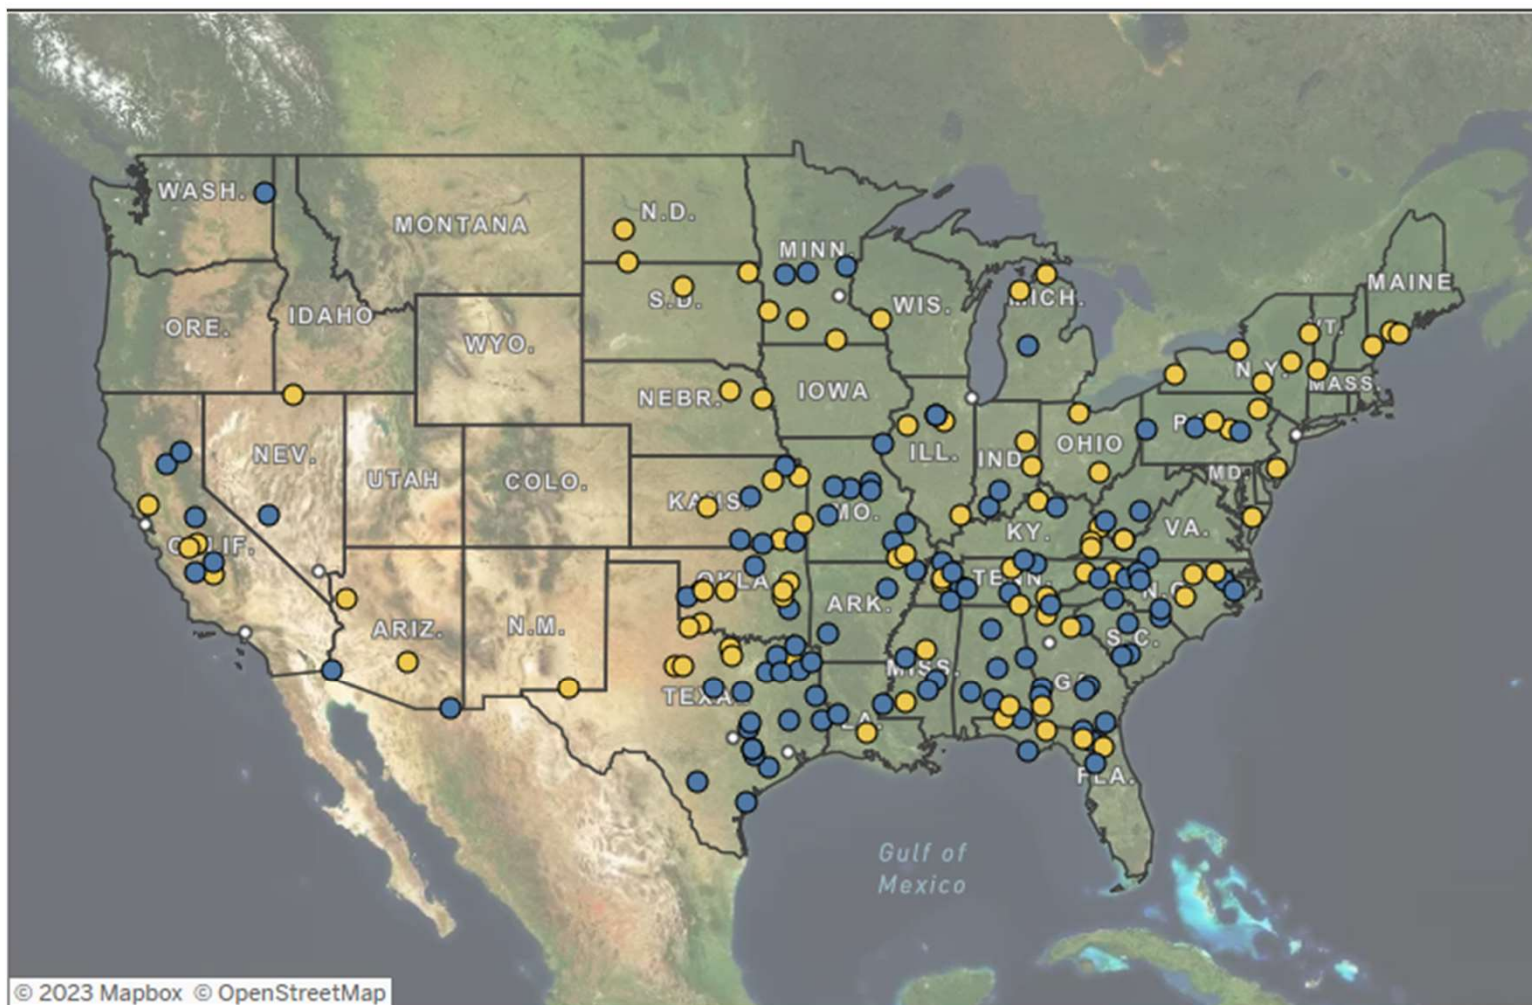 WASH.
MONTANA
N.D.
MINN.
MAINE
ORE.
IDAHO
WYO.
S.D.
WIS.
MICH.
VT.
NEBR.
IOWA
N.Y.
MASS.
NEV.
UTAH
COLO.
KANS.
ILL.
IND.
OHIO
MD.
MO.
KY.
VA.
CALIF.
ARIZ.
N.M.
OKLA.
ARK.
TENN.
N.C.
S.C.
TEXAS
LA.
MISS.
GA.
FLA.
Gulf of
Mexico
© 2023 Mapbox © OpenStreetMap